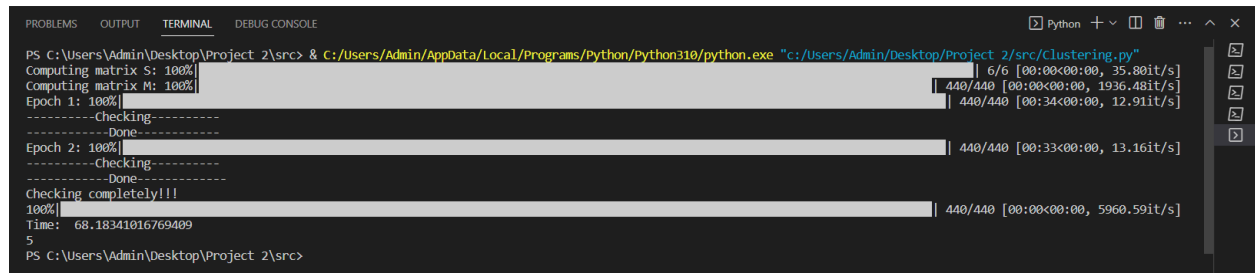 PROBLEMS OUTPUT TERMINAL DEBUG CONSOLE Python
PS C:\Users\Admin\Desktop\Project 2\src> & C:/Users/Admin/AppData/Local/Programs/Python/Python310/python.exe "c:/Users/Admin/Desktop/Project 2/src/Clustering.py"
Computing matrix S: 100%| | 6/6 [00:00<00:00, 35.80it/s]
Computing matrix M: 100%| | 440/440 [00:00<00:00, 1936.48it/s]
Epoch 1: 100%| | 440/440 [00:34<00:00, 12.91it/s]
----------Checking----------
------------Done------------
Epoch 2: 100%| | 440/440 [00:33<00:00, 13.16it/s]
----------Checking----------
------------Done-------------
Checking completely!!!
100%| | 440/440 [00:00<00:00, 5960.59it/s]
Time:  68.18341016769409
5
PS C:\Users\Admin\Desktop\Project 2\src>